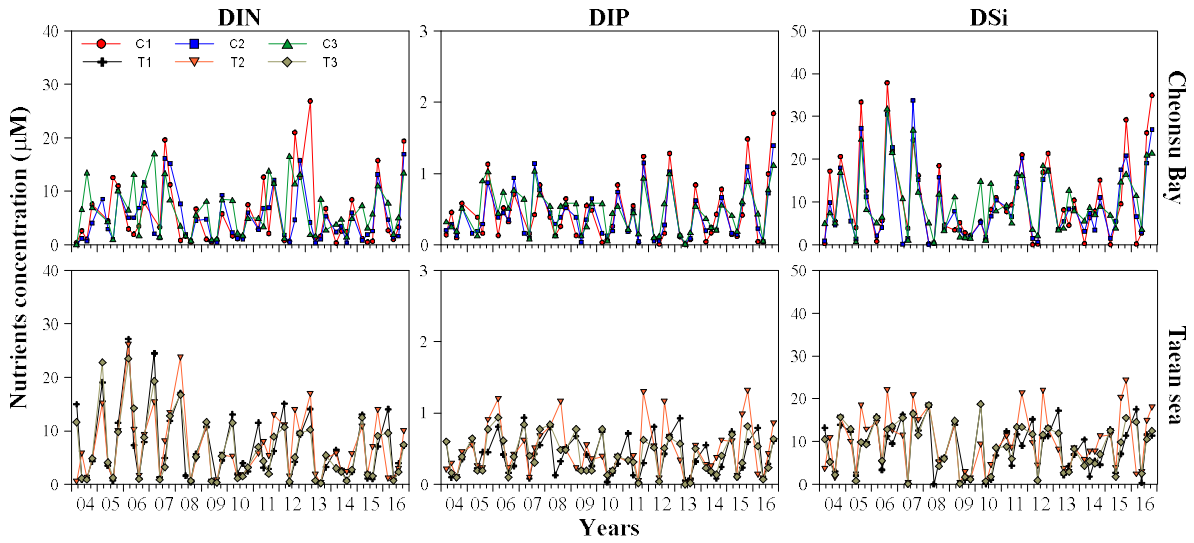 DIN DIP DSi
40 3 50
C1 C2 C3
T1 T2 T3
30 40
2
20 30
20
1
10 10
0 0 0
Cheonsu Bay
40 3 50
30 40
2
20 30
20
1
10 10
0 0 0
Taean sea
04 05 06 07 08 09 10 11 12 13 14 15 16 04 05 06 07 08 09 10 11 12 13 14 15 16 04 05 06 07 08 09 10 11 12 13 14 15 16
Nutrients concentration (μM)
Years